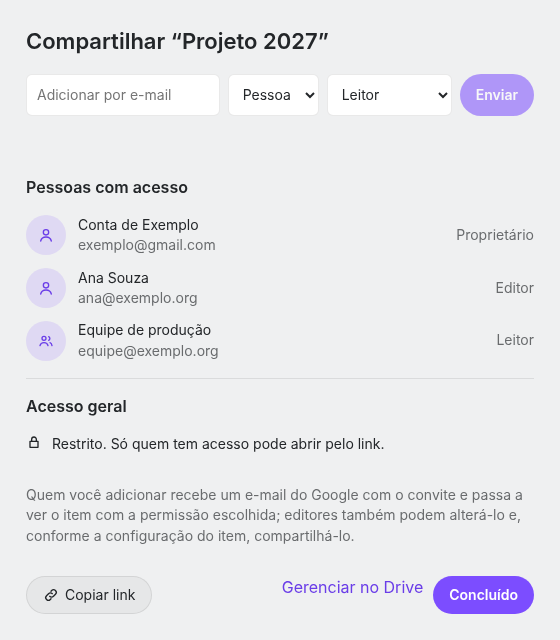 Compartilhar “Projeto 2027”
Adicionar por e-mail Pessoa Leitor Enviar
Pessoas com acesso
Conta de Exemplo
exemplo@gmail.com
Proprietário
Ana Souza
ana@exemplo.org
Editor
Equipe de produção
equipe@exemplo.org
Leitor
Acesso geral
Restrito. Só quem tem acesso pode abrir pelo link.
Quem você adicionar recebe um e-mail do Google com o convite e passa a
ver o item com a permissão escolhida; editores também podem alterá-lo e,
conforme a configuração do item, compartilhá-lo.
Copiar link Gerenciar no Drive Concluído